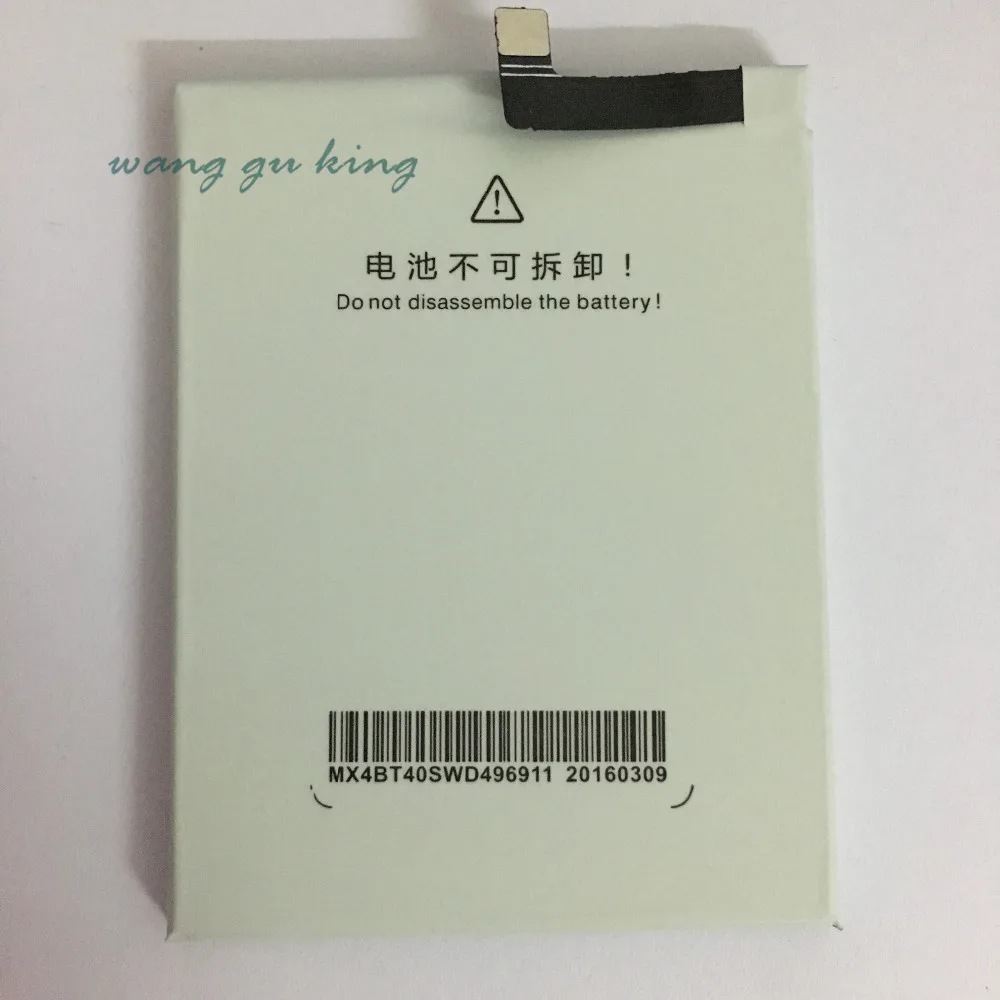 wang gu king
电池不可拆卸！
Do not disassemble the battery!
MX4BT40SWD496911 20160309